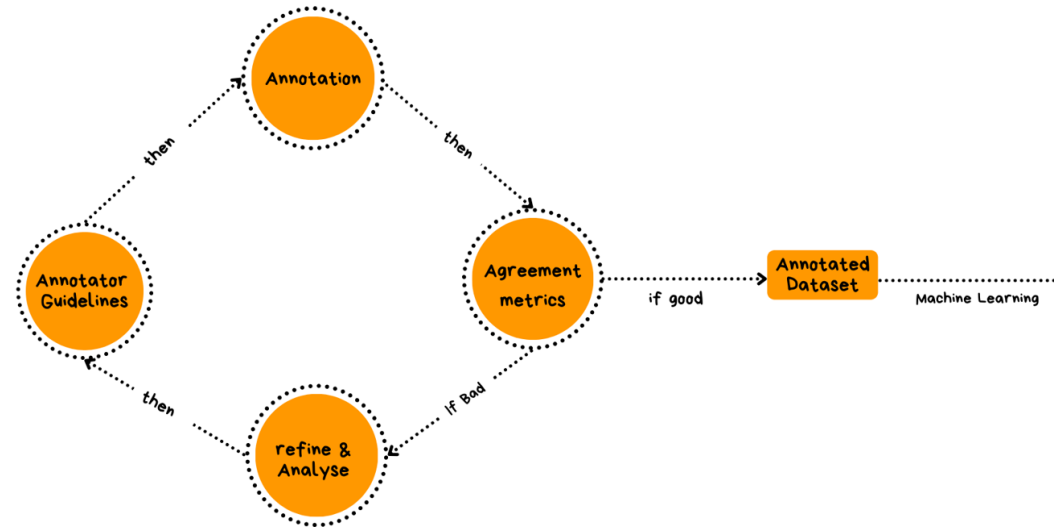 Annotation
then
then
Annotator
Guidelines
Agreement
metrics
if good
Annotated
Dataset
Machine Learning
then
If Bad
refine &
Analyse